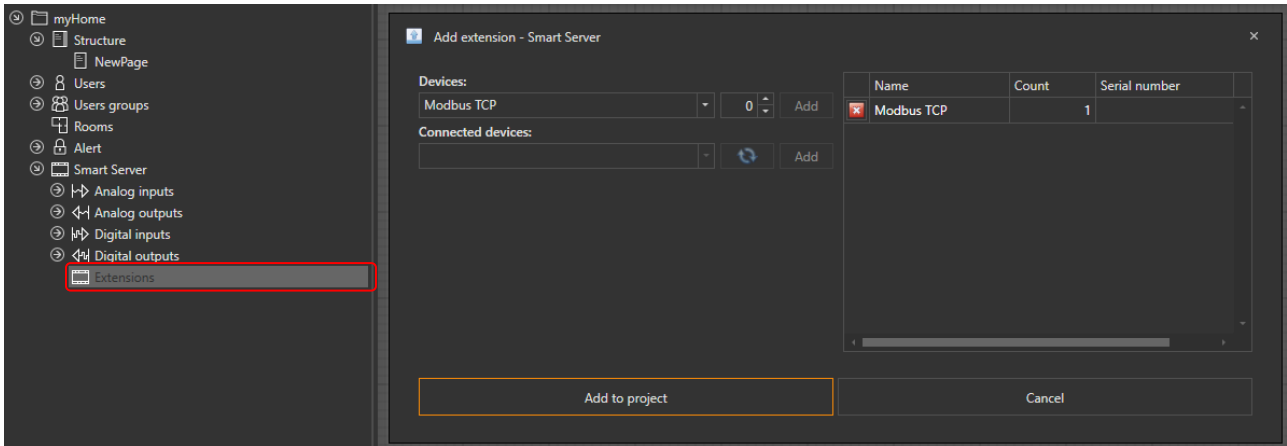 myHome
Structure
NewPage
Users
Users groups
Rooms
Alert
Smart Server
Analog inputs
Analog outputs
Digital inputs
Digital outputs
Extensions
Add extension - Smart Server
Devices:
Modbus TCP 0 Add
Connected devices:
Add
Name Count Serial number
Modbus TCP 1
Add to project Cancel